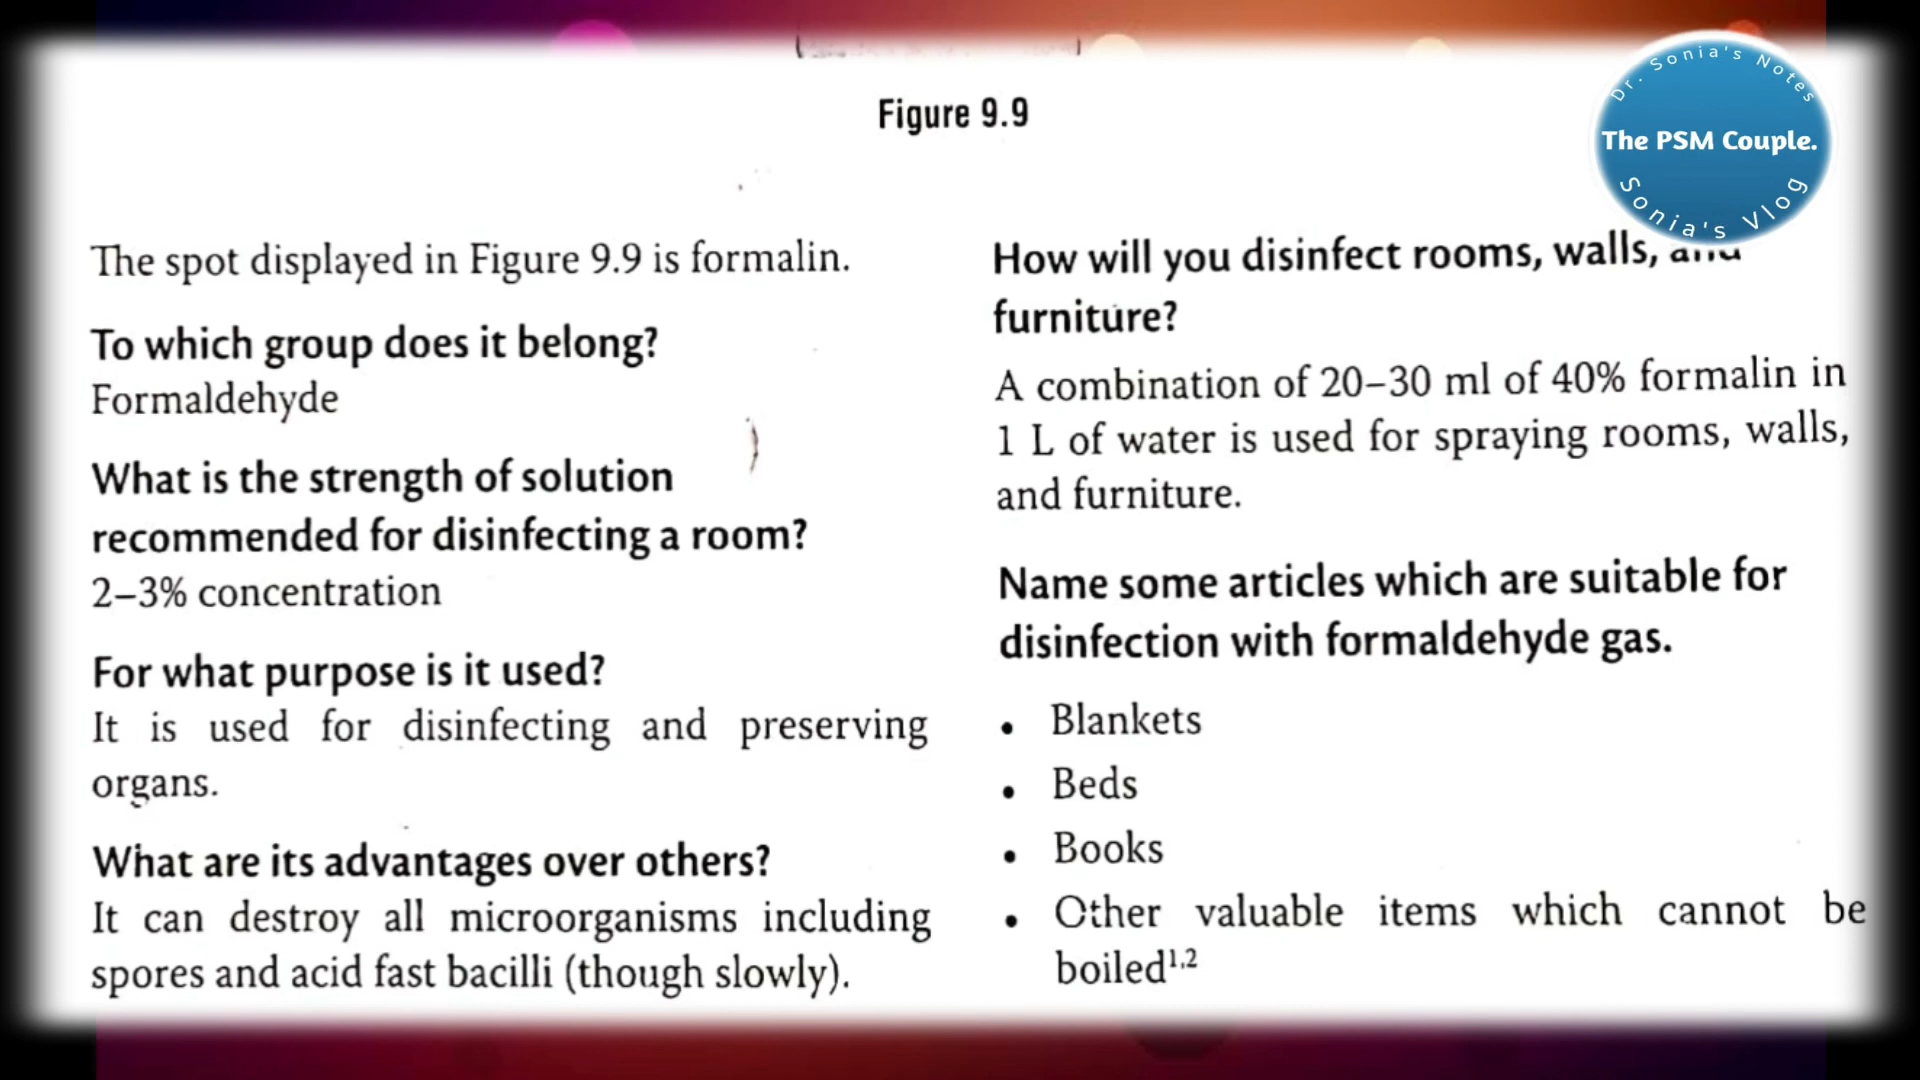 Figure 9.9
Dr. Sonia's Notes
The PSM Couple.
Sonia's Vlog
The spot displayed in Figure 9.9 is formalin.
To which group does it belong?
Formaldehyde
What is the strength of solution
recommended for disinfecting a room?
2–3% concentration
For what purpose is it used?
It is used for disinfecting and preserving
organs.
What are its advantages over others?
It can destroy all microorganisms including
spores and acid fast bacilli (though slowly).
How will you disinfect rooms, walls, and
furniture?
A combination of 20–30 ml of 40% formalin in
1 L of water is used for spraying rooms, walls,
and furniture.
Name some articles which are suitable for
disinfection with formaldehyde gas.
• Blankets
• Beds
• Books
• Other valuable items which cannot be
boiled1,2